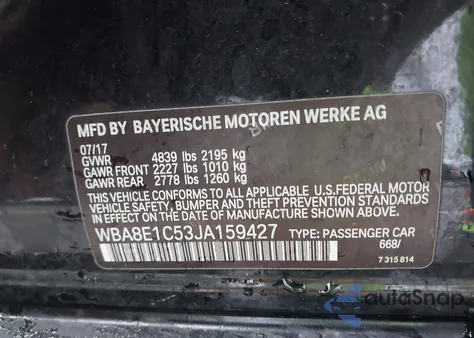 MFD BY BAYERISCHE MOTOREN WERKE AG
07/17
GVWR 4839 lbs 2195 kg
GAWR FRONT 2227 lbs 1010 kg
GAWR REAR 2778 lbs 1260 kg
THIS VEHICLE CONFORMS TO ALL APPLICABLE U.S.FEDERAL MOTOR
VEHICLE SAFETY, BUMPER AND THEFT PREVENTION STANDARDS
IN EFFECT ON THE DATE OF MANUFACTURE SHOWN ABOVE.
WBA8E1C53JA159427 TYPE: PASSENGER CAR
668/
7 315 814
autoSnap